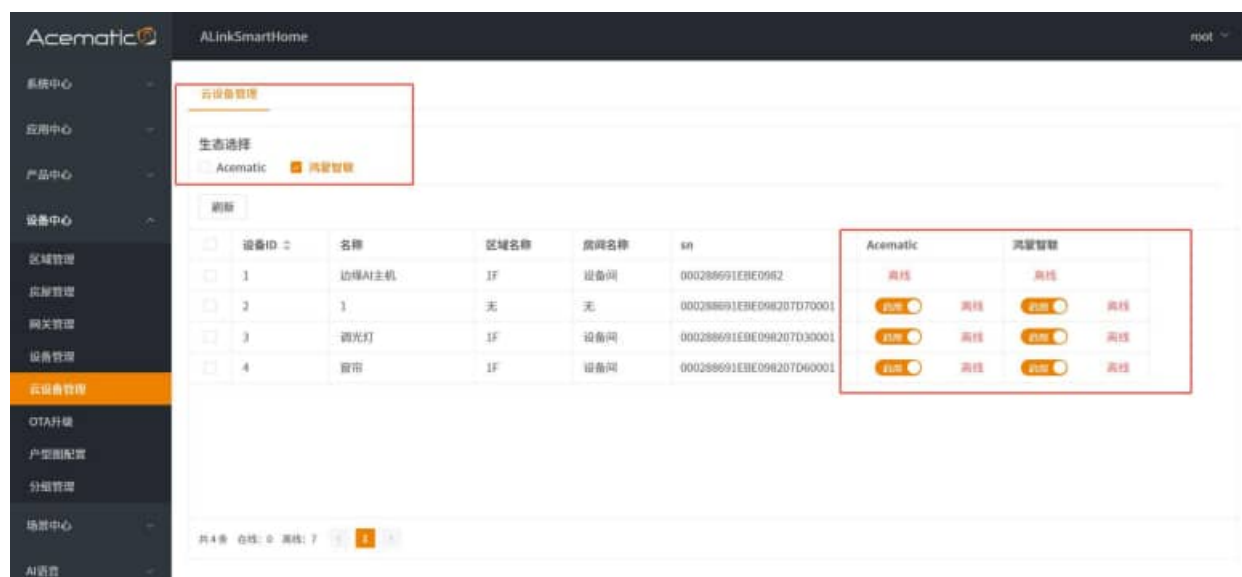 Acematic
ALinkSmartHome
root
系统中心
应用中心
产品中心
设备中心
区域管理
房屋管理
网关管理
设备管理
云设备管理
OTA升级
户型图配置
分组管理
场景中心
AI语音
云设备管理
生态选择
Acematic 鸿蒙智联
刷新
设备ID 名称 区域名称 房间名称 sn Acematic 鸿蒙智联
1 边缘AI主机 1F 设备间 000288691EBE0982 离线 离线
2 1 无 无 000288691EBE098207D70001 启用 离线 启用 离线
3 调光灯 1F 设备间 000288691EBE098207D30001 启用 离线 启用 离线
4 窗帘 1F 设备间 000288691EBE098207D60001 启用 离线 启用 离线
共4条 在线: 0 离线: 7 1